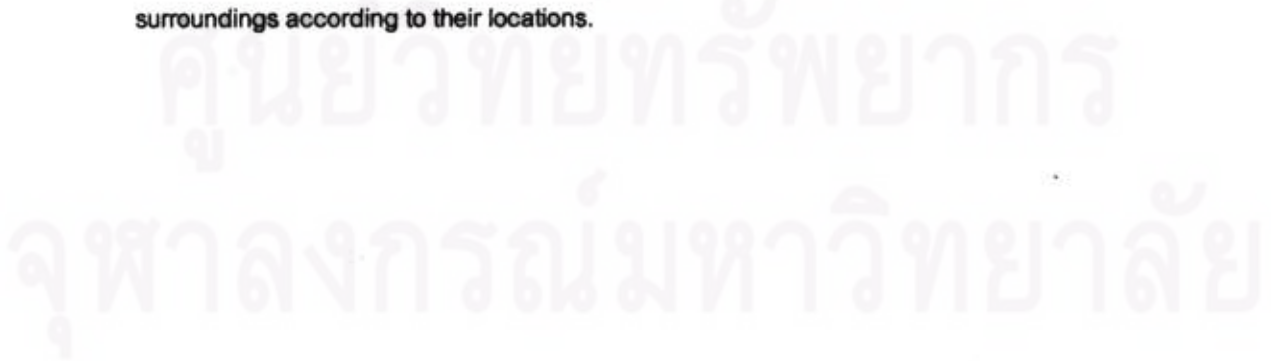 surroundings according to their locations.
ศูนย์วิทยทรัพยากร
จุฬาลงกรณ์มหาวิทยาลัย